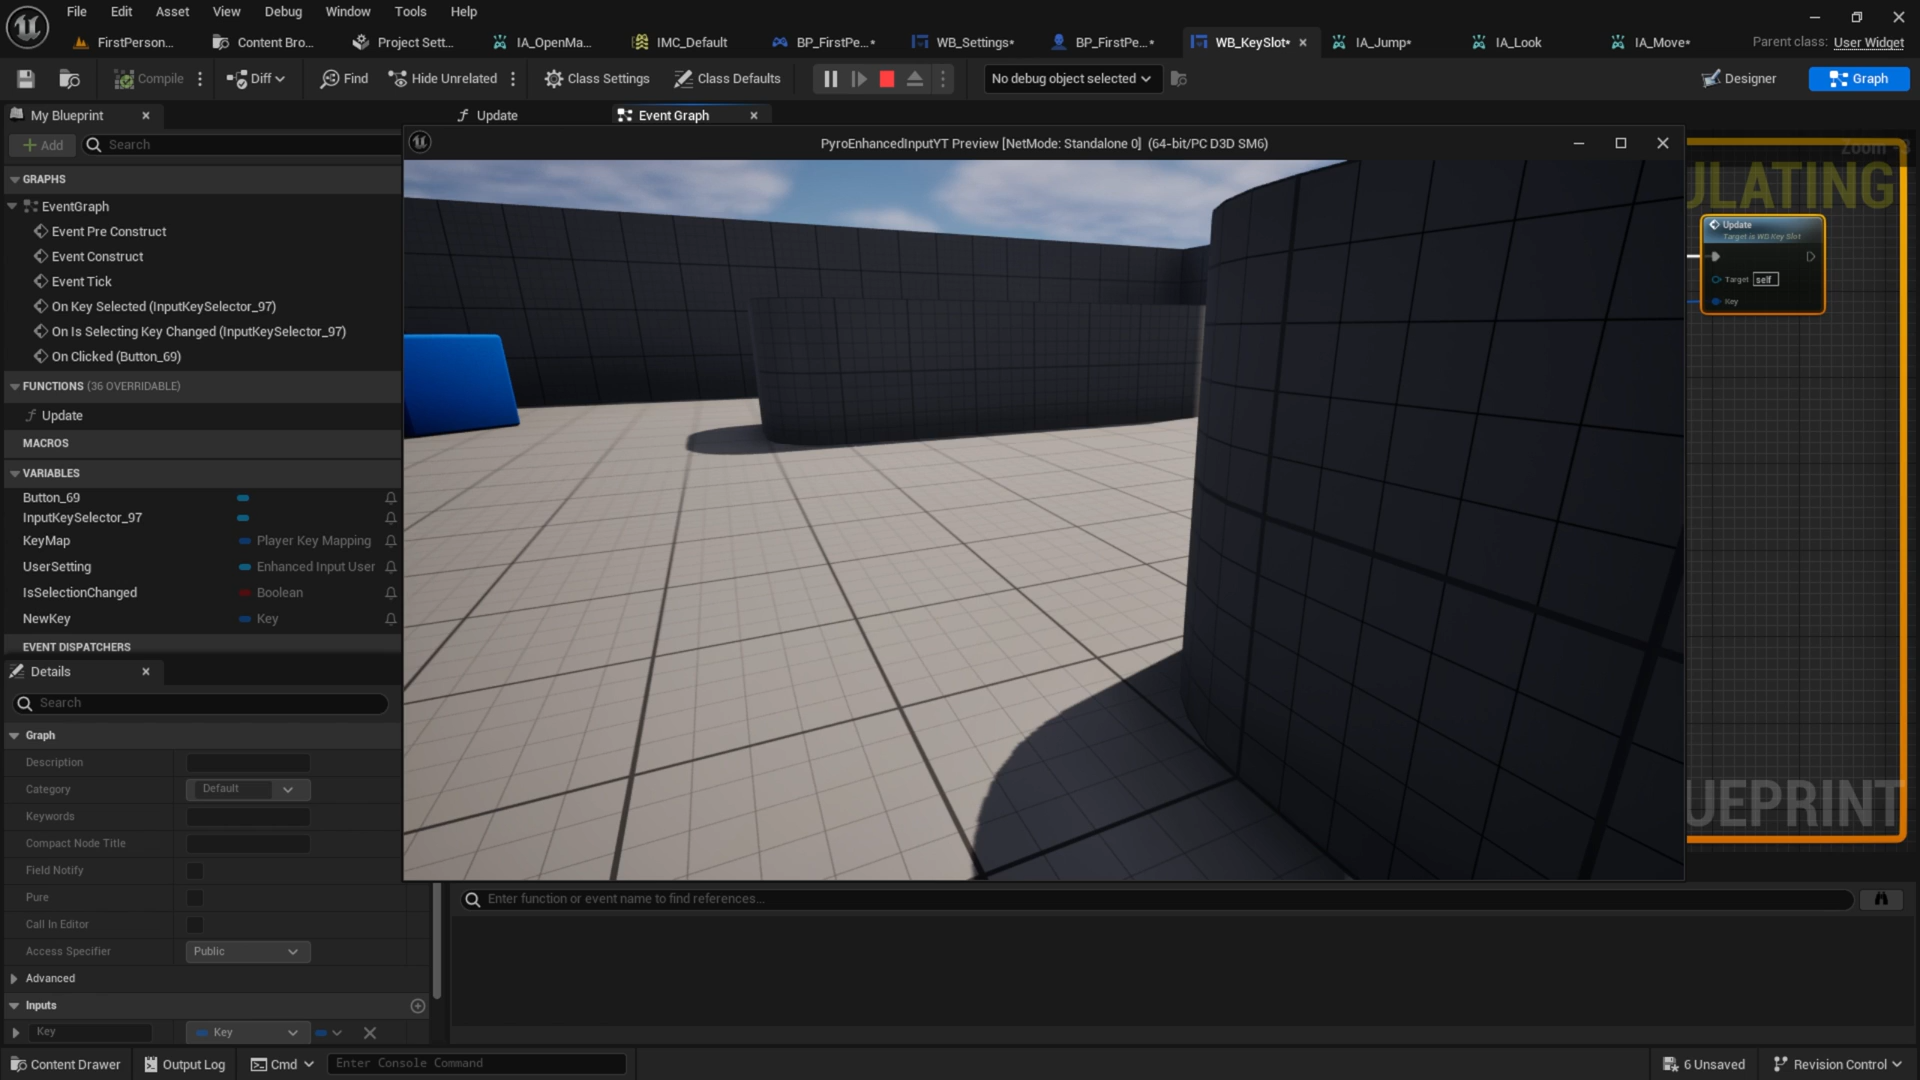 File Edit Asset View Debug Window Tools Help
FirstPerson... Content Bro... Project Sett... IA_OpenMa... IMC_Default BP_FirstPe...* WB_Settings* BP_FirstPe...* WB_KeySlot* IA_Jump* IA_Look IA_Move* Parent class: User Widget
Compile Diff Find Hide Unrelated Class Settings Class Defaults No debug object selected Designer Graph
My Blueprint Update Event Graph
Add Search
PyroEnhancedInputYT Preview [NetMode: Standalone 0] (64-bit/PC D3D SM6)
Zoom -3
ULATING
GRAPHS
EventGraph
Event Pre Construct
Event Construct
Event Tick
On Key Selected (InputKeySelector_97)
On Is Selecting Key Changed (InputKeySelector_97)
On Clicked (Button_69)
FUNCTIONS (36 OVERRIDABLE)
Update
MACROS
VARIABLES
Button_69
InputKeySelector_97
KeyMap Player Key Mapping
UserSetting Enhanced Input User
IsSelectionChanged Boolean
NewKey Key
EVENT DISPATCHERS
Update
Target is WB Key Slot
Target self
Key
UEPRINT
Details
Search
Graph
Description
Category Default
Keywords
Compact Node Title
Field Notify
Pure
Call In Editor
Access Specifier Public
Advanced
Inputs
Key Key
Enter function or event name to find references...
Content Drawer Output Log Cmd Enter Console Command 6 Unsaved Revision Control